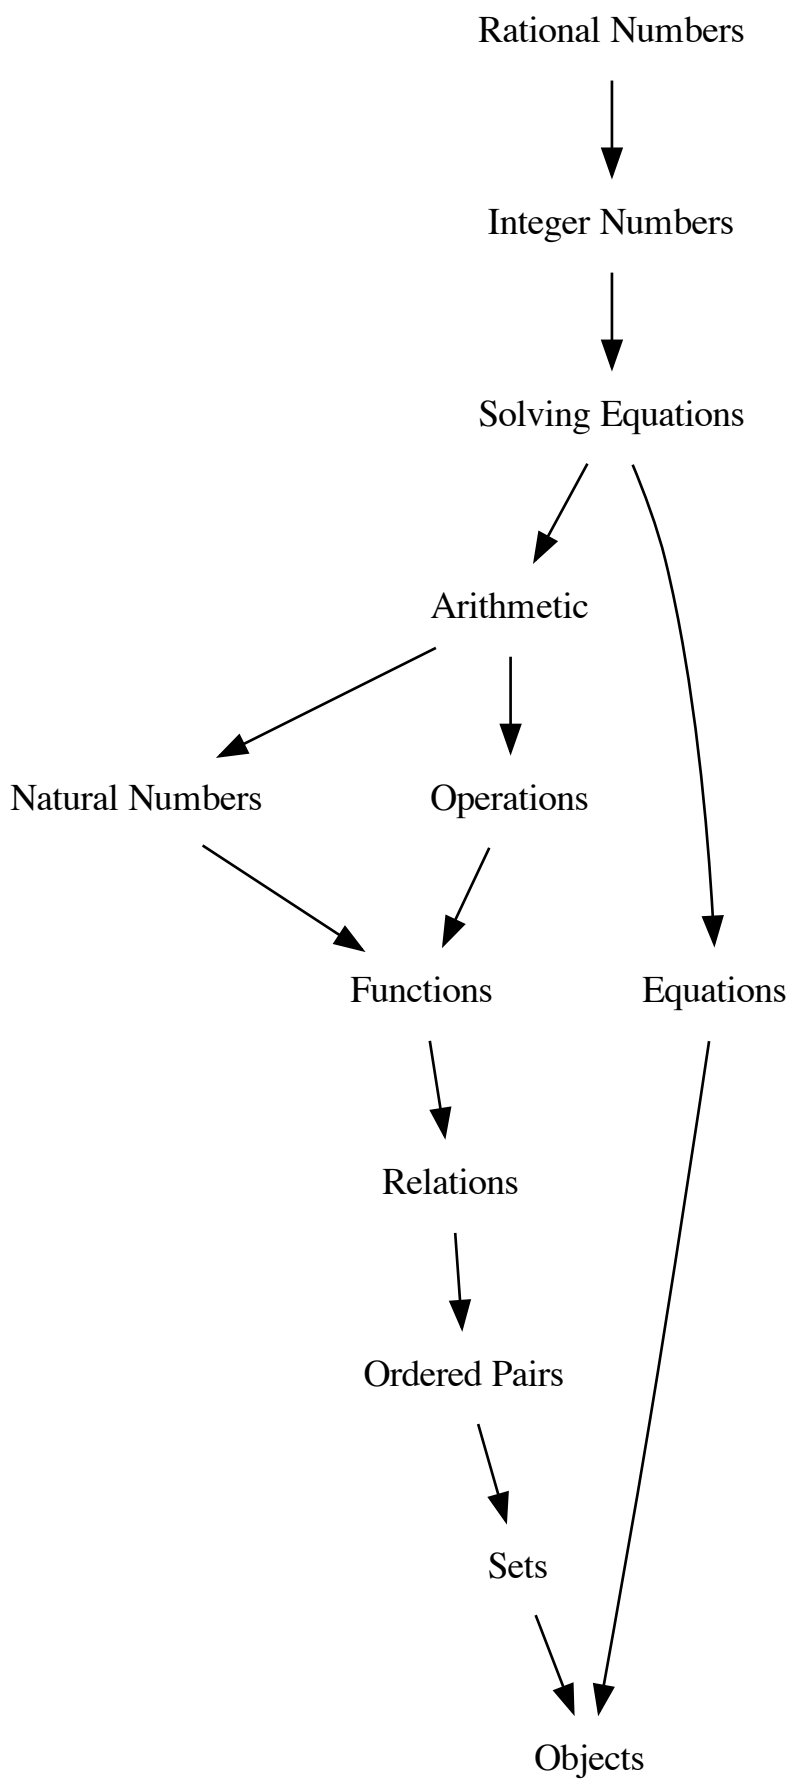 Rational Numbers
Integer Numbers
Solving Equations
Arithmetic
Natural Numbers
Operations
Functions
Equations
Relations
Ordered Pairs
Sets
Objects